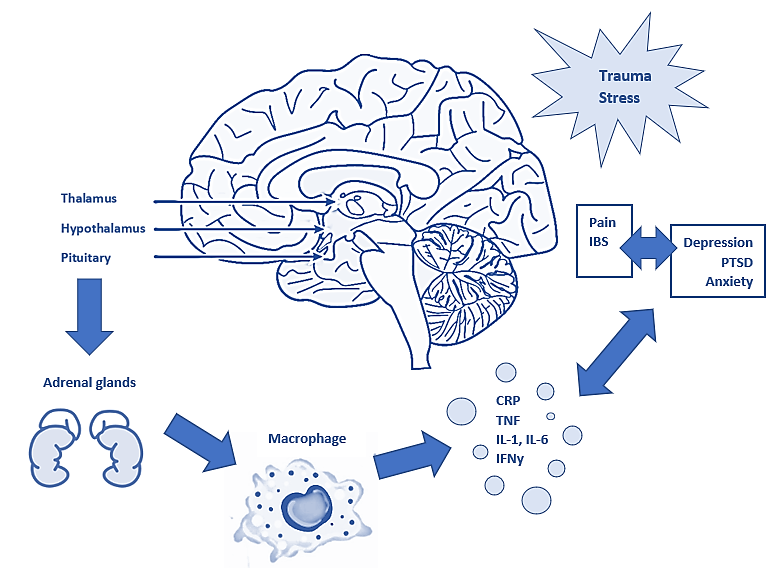 Trauma
Stress
Thalamus
Hypothalamus
Pituitary
Pain
IBS
Depression
PTSD
Anxiety
Adrenal glands
Macrophage
CRP
TNF
IL-1, IL-6
IFNy